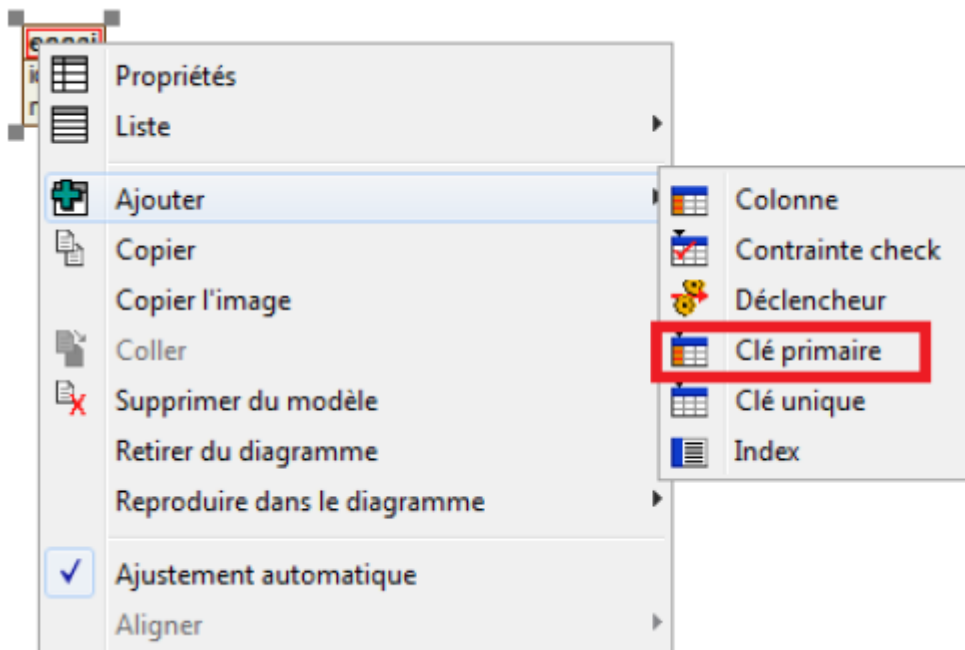 Propriétés
Liste
Ajouter
Copier
Copier l'image
Coller
Supprimer du modèle
Retirer du diagramme
Reproduire dans le diagramme
Ajustement automatique
Aligner
Colonne
Contrainte check
Déclencheur
Clé primaire
Clé unique
Index